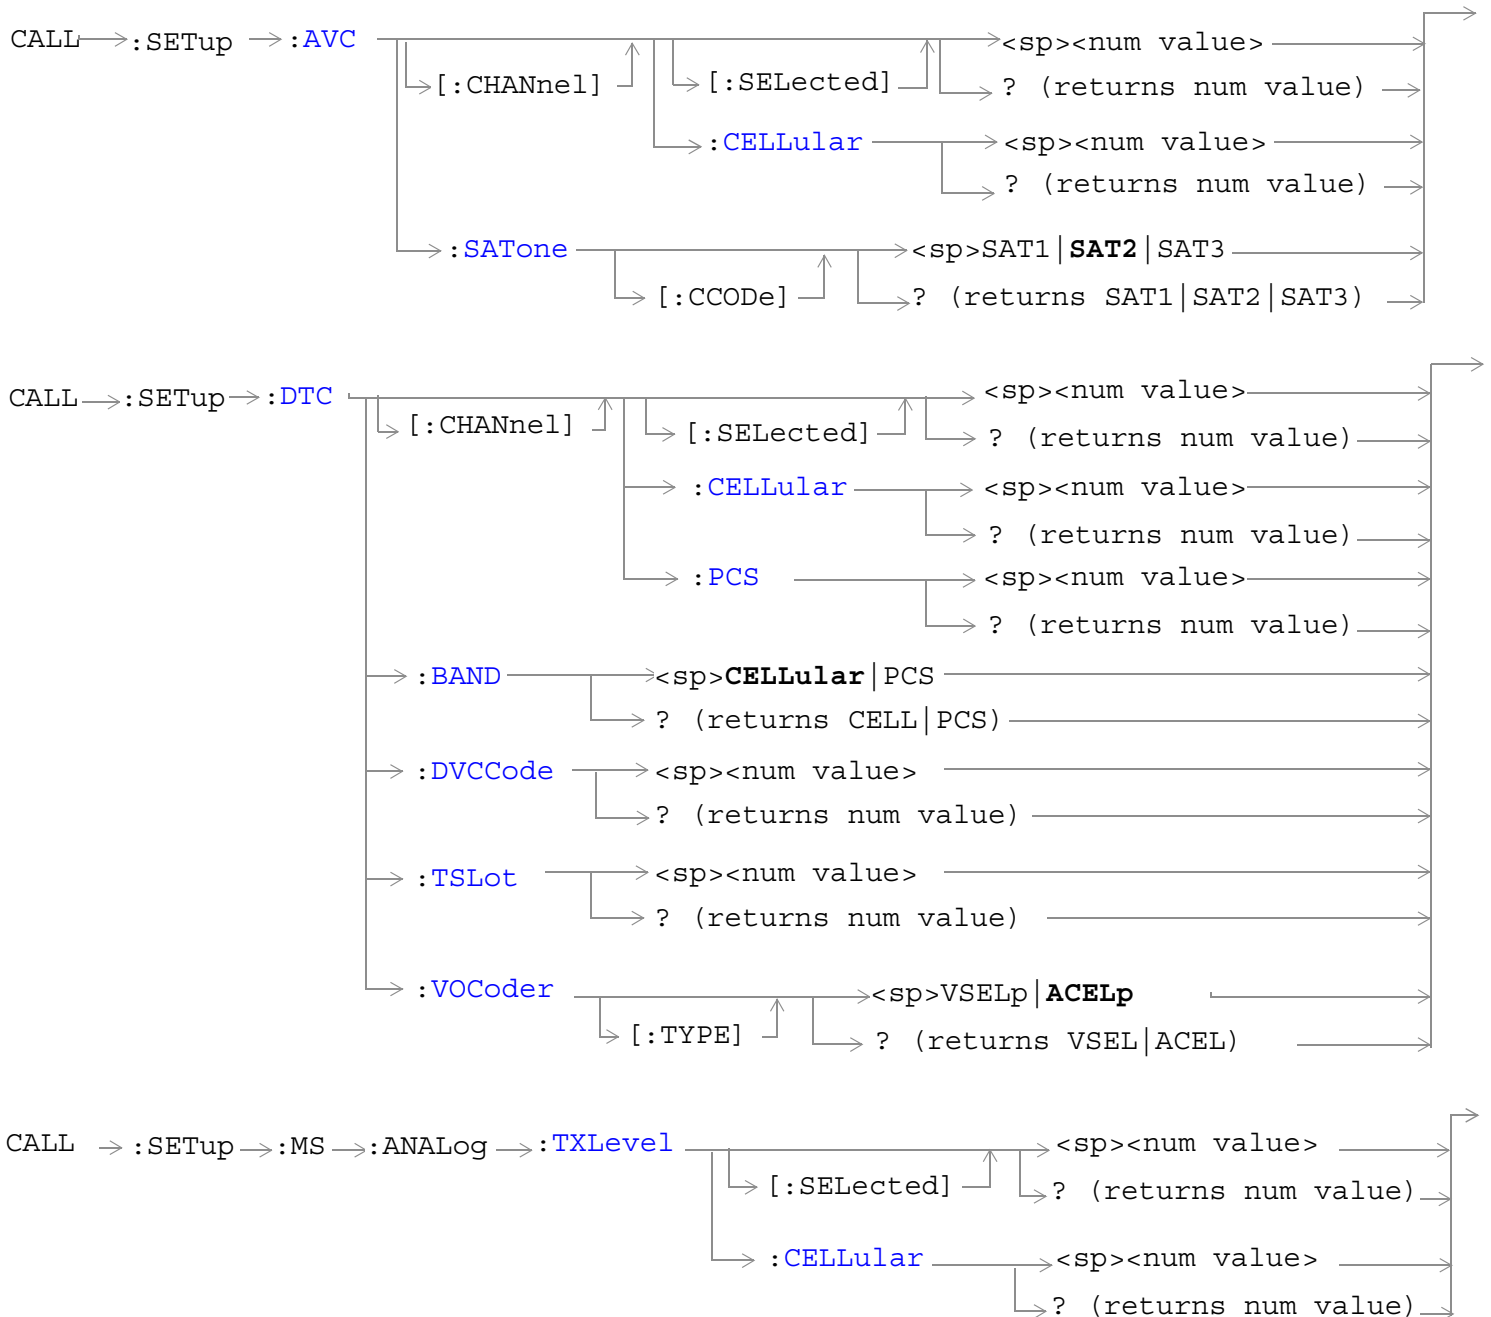 CALL :SETup :AVC <sp><num value>
[:CHANnel] [:SELected] ? (returns num value)
:CELLular <sp><num value>
? (returns num value)
:SATone <sp>SAT1|SAT2|SAT3
[:CCODe] ? (returns SAT1|SAT2|SAT3)
CALL :SETup :DTC <sp><num value>
[:CHANnel] [:SELected] ? (returns num value)
:CELLular <sp><num value>
? (returns num value)
:PCS <sp><num value>
? (returns num value)
:BAND <sp>CELLular|PCS
? (returns CELL|PCS)
:DVCCode <sp><num value>
? (returns num value)
:TSLot <sp><num value>
? (returns num value)
:VOCoder <sp>VSELp|ACELp
[:TYPE] ? (returns VSEL|ACEL)
CALL :SETup :MS :ANALog :TXLevel <sp><num value>
[:SELected] ? (returns num value)
:CELLular <sp><num value>
? (returns num value)